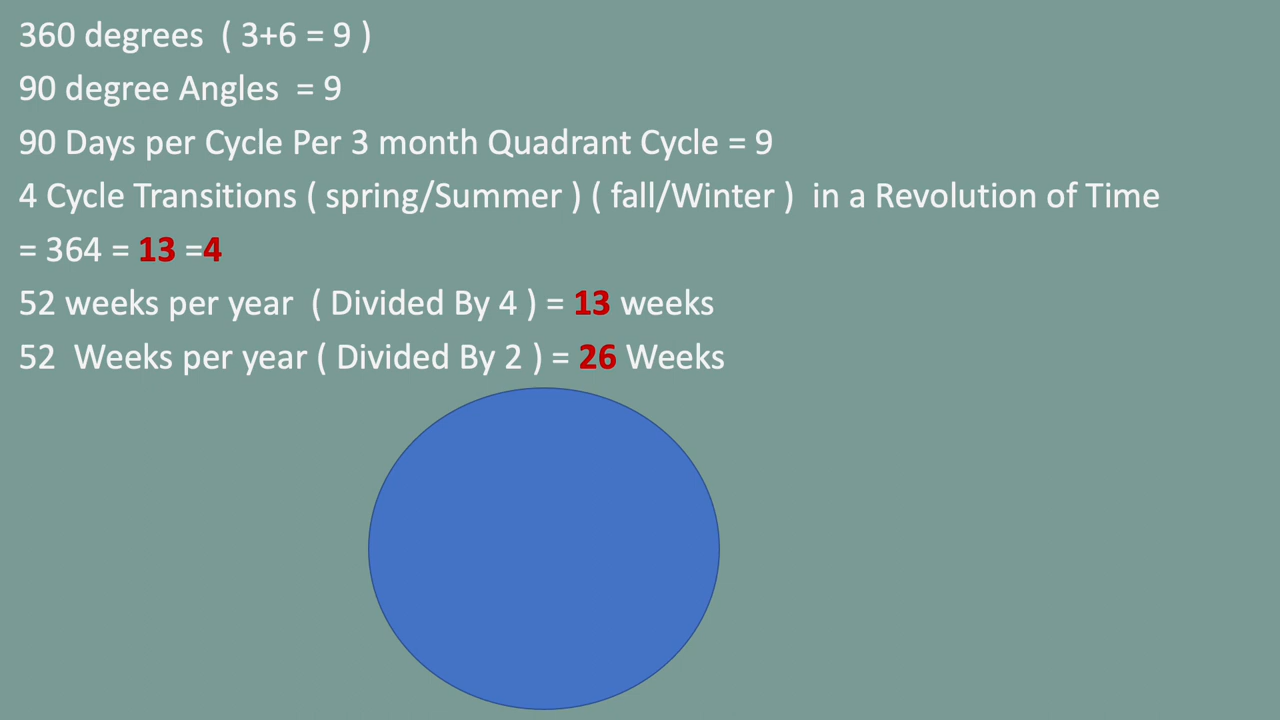 360 degrees ( 3+6 = 9 )
90 degree Angles = 9
90 Days per Cycle Per 3 month Quadrant Cycle = 9
4 Cycle Transitions ( spring/Summer ) ( fall/Winter ) in a Revolution of Time
= 364 = 13 =4
52 weeks per year ( Divided By 4 ) = 13 weeks
52 Weeks per year ( Divided By 2 ) = 26 Weeks